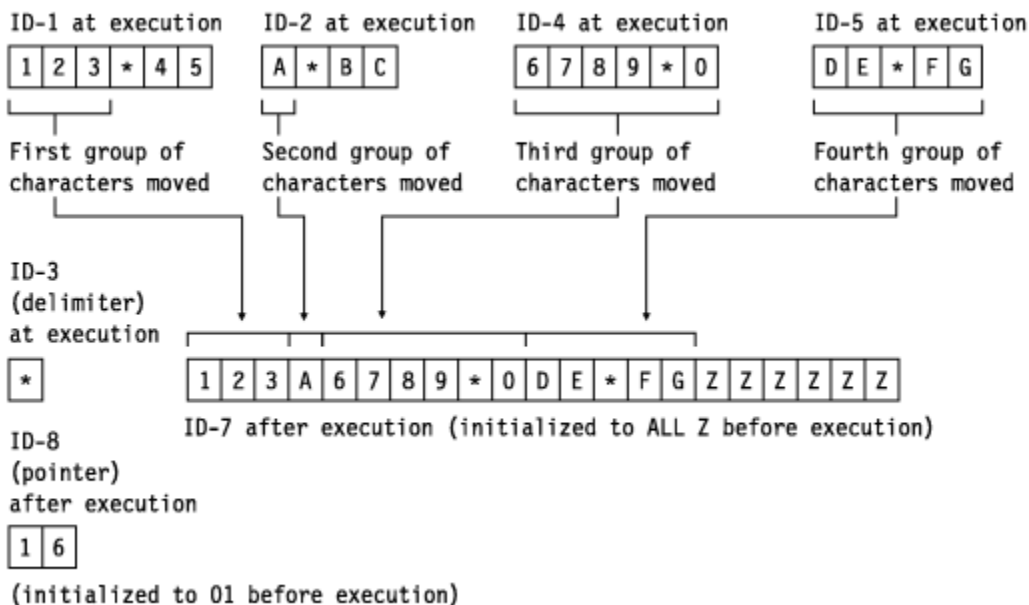 ID-1 at execution ID-2 at execution ID-4 at execution ID-5 at execution
1 2 3 * 4 5 A * B C 6 7 8 9 * 0 D E * F G
First group of Second group of Third group of Fourth group of
characters moved characters moved characters moved characters moved
ID-3
(delimiter)
at execution
* 1 2 3 A 6 7 8 9 * 0 D E * F G Z Z Z Z Z Z
ID-7 after execution (initialized to ALL Z before execution)
ID-8
(pointer)
after execution
1 6
(initialized to 01 before execution)